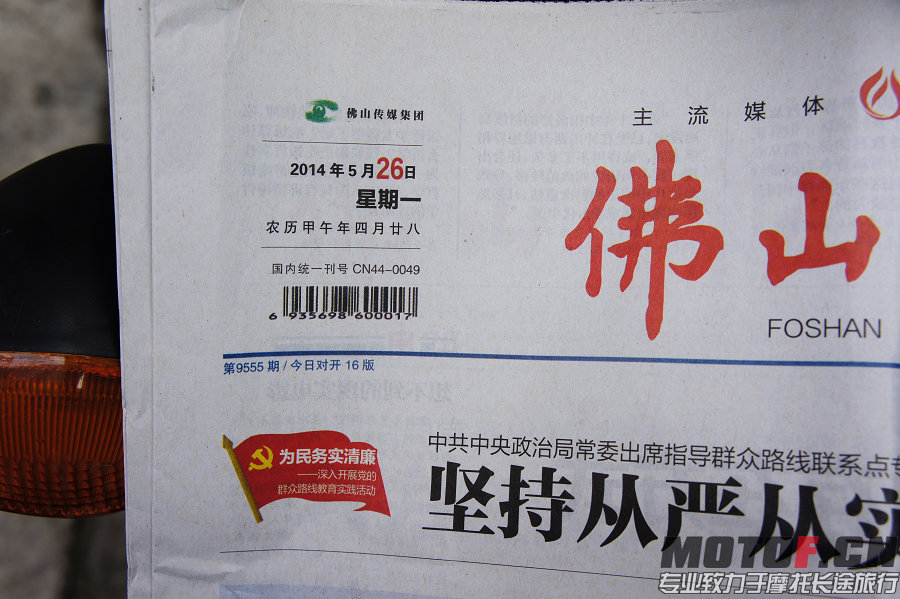 佛山传媒集团
主流媒体
2014年5月26日
星期一
农历甲午年四月廿八
国内统一刊号 CN44-0049
6 935698 600017
佛山
FOSHAN
第9555期/今日对开16版
为民务实清廉
——深入开展党的
群众路线教育实践活动
中共中央政治局常委出席指导群众路线联系点专
坚持从严从实
MOTOF.CN
专业致力于摩托长途旅行